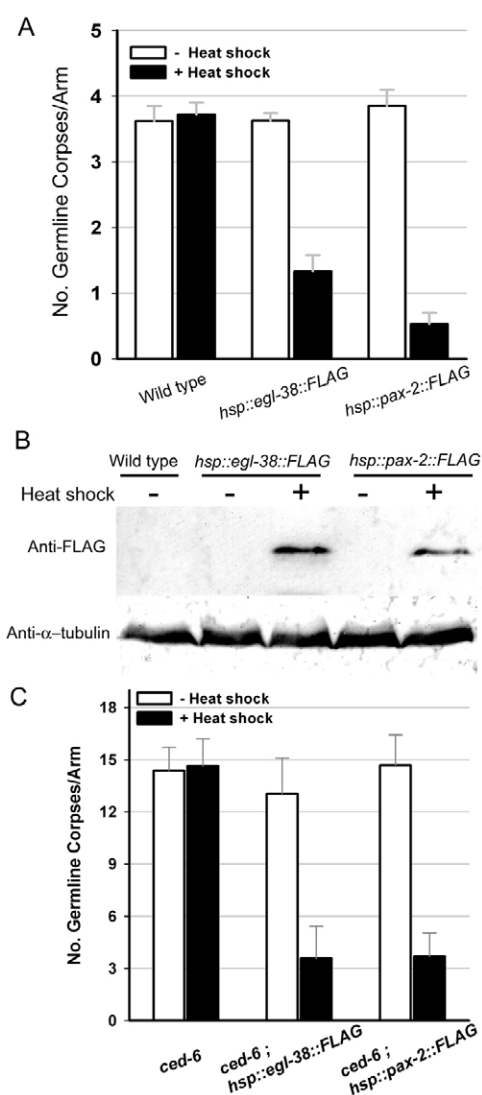 A
No. Germline Corpses/Arm
5
4
3
2
1
0
- Heat shock
+ Heat shock
Wild type
hsp::egl-38::FLAG
hsp::pax-2::FLAG
B
Wild type hsp::egl-38::FLAG hsp::pax-2::FLAG
Heat shock - - + - +
Anti-FLAG
Anti-α–tubulin
C
No. Germline Corpses/Arm
18
15
12
9
6
3
0
- Heat shock
+ Heat shock
ced-6
ced-6 ;
hsp::egl-38::FLAG
ced-6 ;
hsp::pax-2::FLAG